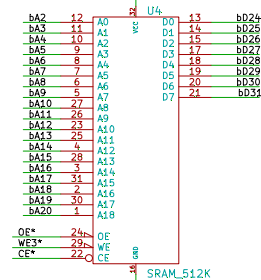 U4
32
VCC
bA2 12 A0 D0 13 bD24
bA3 11 A1 D1 14 bD25
bA4 10 A2 D2 15 bD26
bA5 9 A3 D3 17 bD27
bA6 8 A4 D4 18 bD28
bA7 7 A5 D5 19 bD29
bA8 6 A6 D6 20 bD30
bA9 5 A7 D7 21 bD31
bA10 27 A8
bA11 26 A9
bA12 23 A10
bA13 25 A11
bA14 4 A12
bA15 28 A13
bA16 3 A14
bA17 31 A15
bA18 2 A16
bA19 30 A17
bA20 1 A18
OE* 24 OE
WE3* 29 WE
CE* 22 CE
GND
16
SRAM_512K